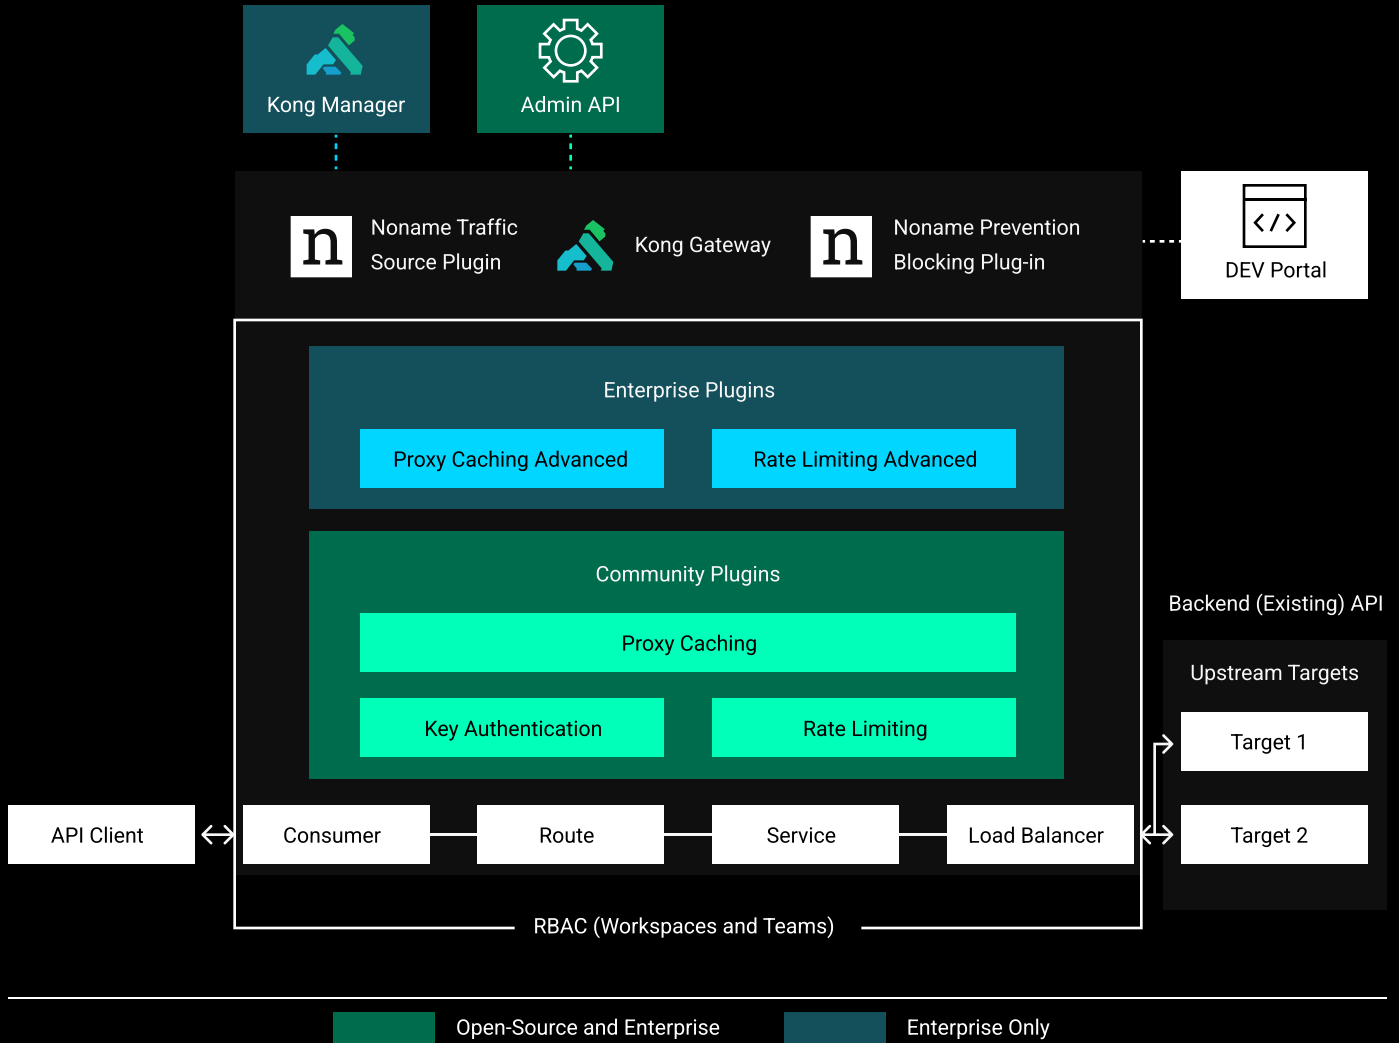 Kong Manager
Admin API
n
Noname Traffic
Source Plugin
Kong Gateway
n
Noname Prevention
Blocking Plug-in
</>
DEV Portal
Enterprise Plugins
Proxy Caching Advanced
Rate Limiting Advanced
Community Plugins
Proxy Caching
Key Authentication
Rate Limiting
Backend (Existing) API
Upstream Targets
Target 1
Target 2
API Client
Consumer
Route
Service
Load Balancer
RBAC (Workspaces and Teams)
Open-Source and Enterprise
Enterprise Only